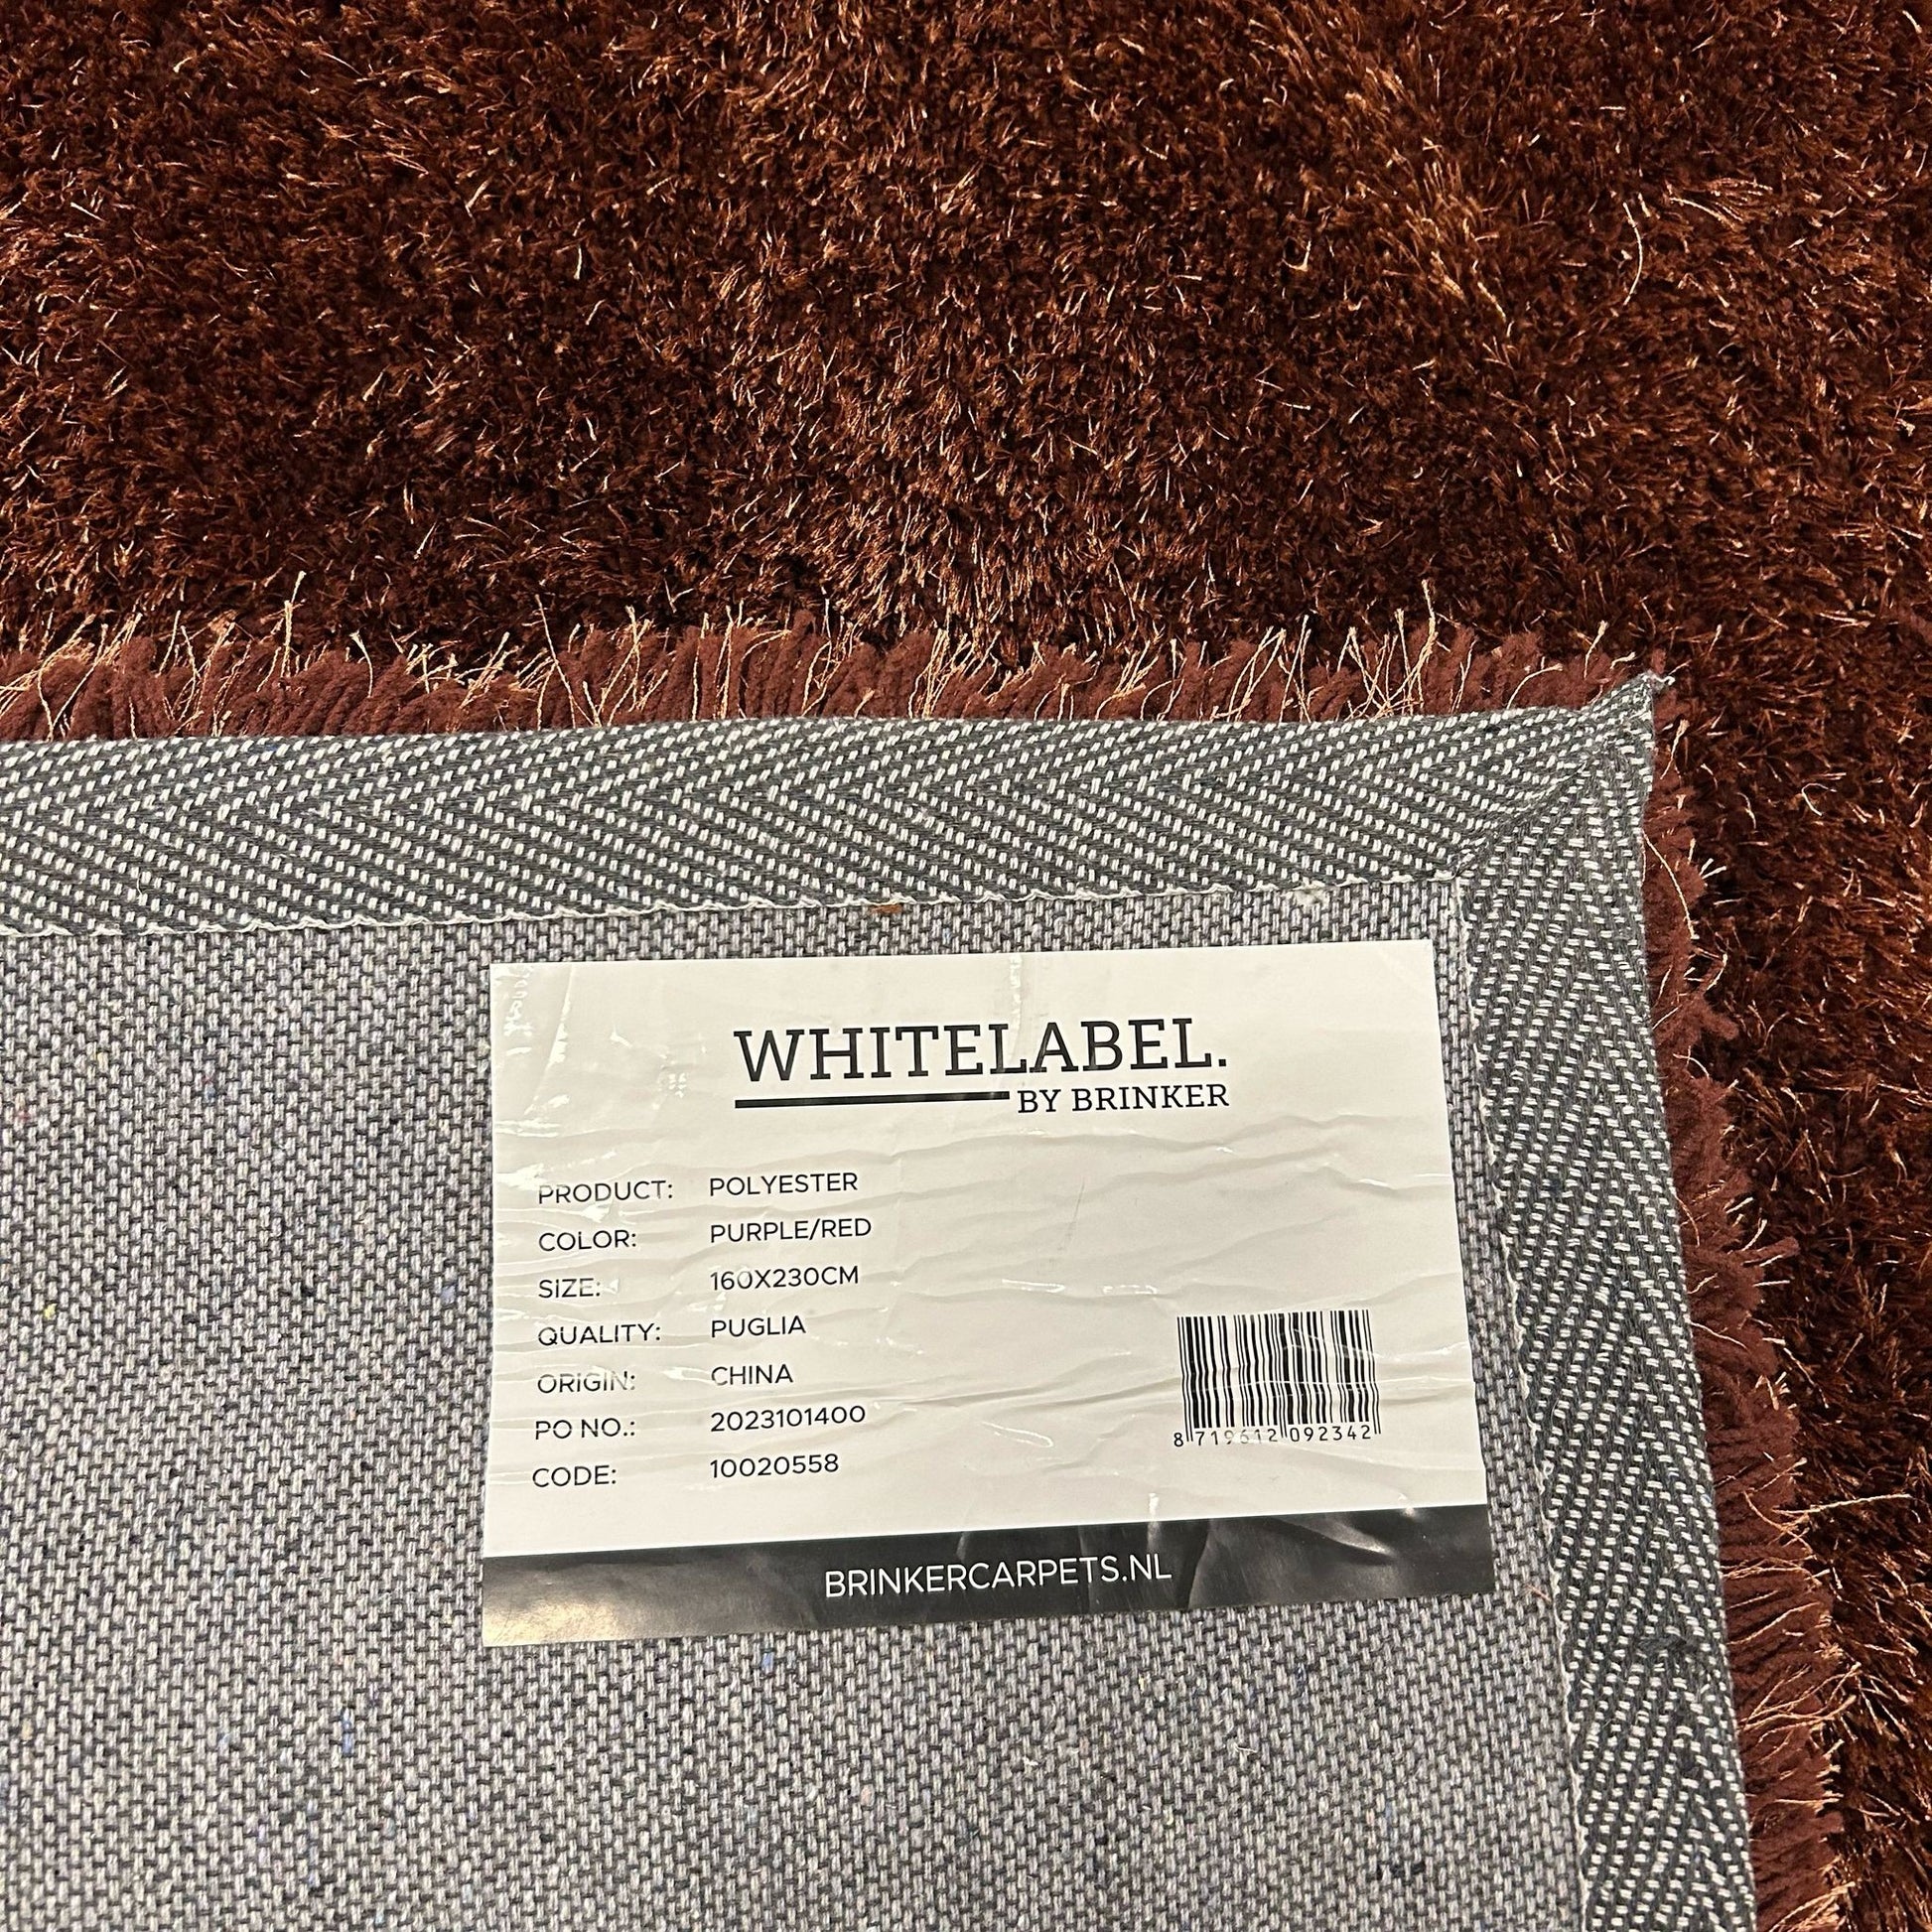 WHITELABEL.
BY BRINKER
PRODUCT: POLYESTER
COLOR: PURPLE/RED
SIZE: 160X230CM
QUALITY: PUGLIA
ORIGIN: CHINA
PO NO.: 2023101400
CODE: 10020558
8 719612 092342
BRINKERCARPETS.NL